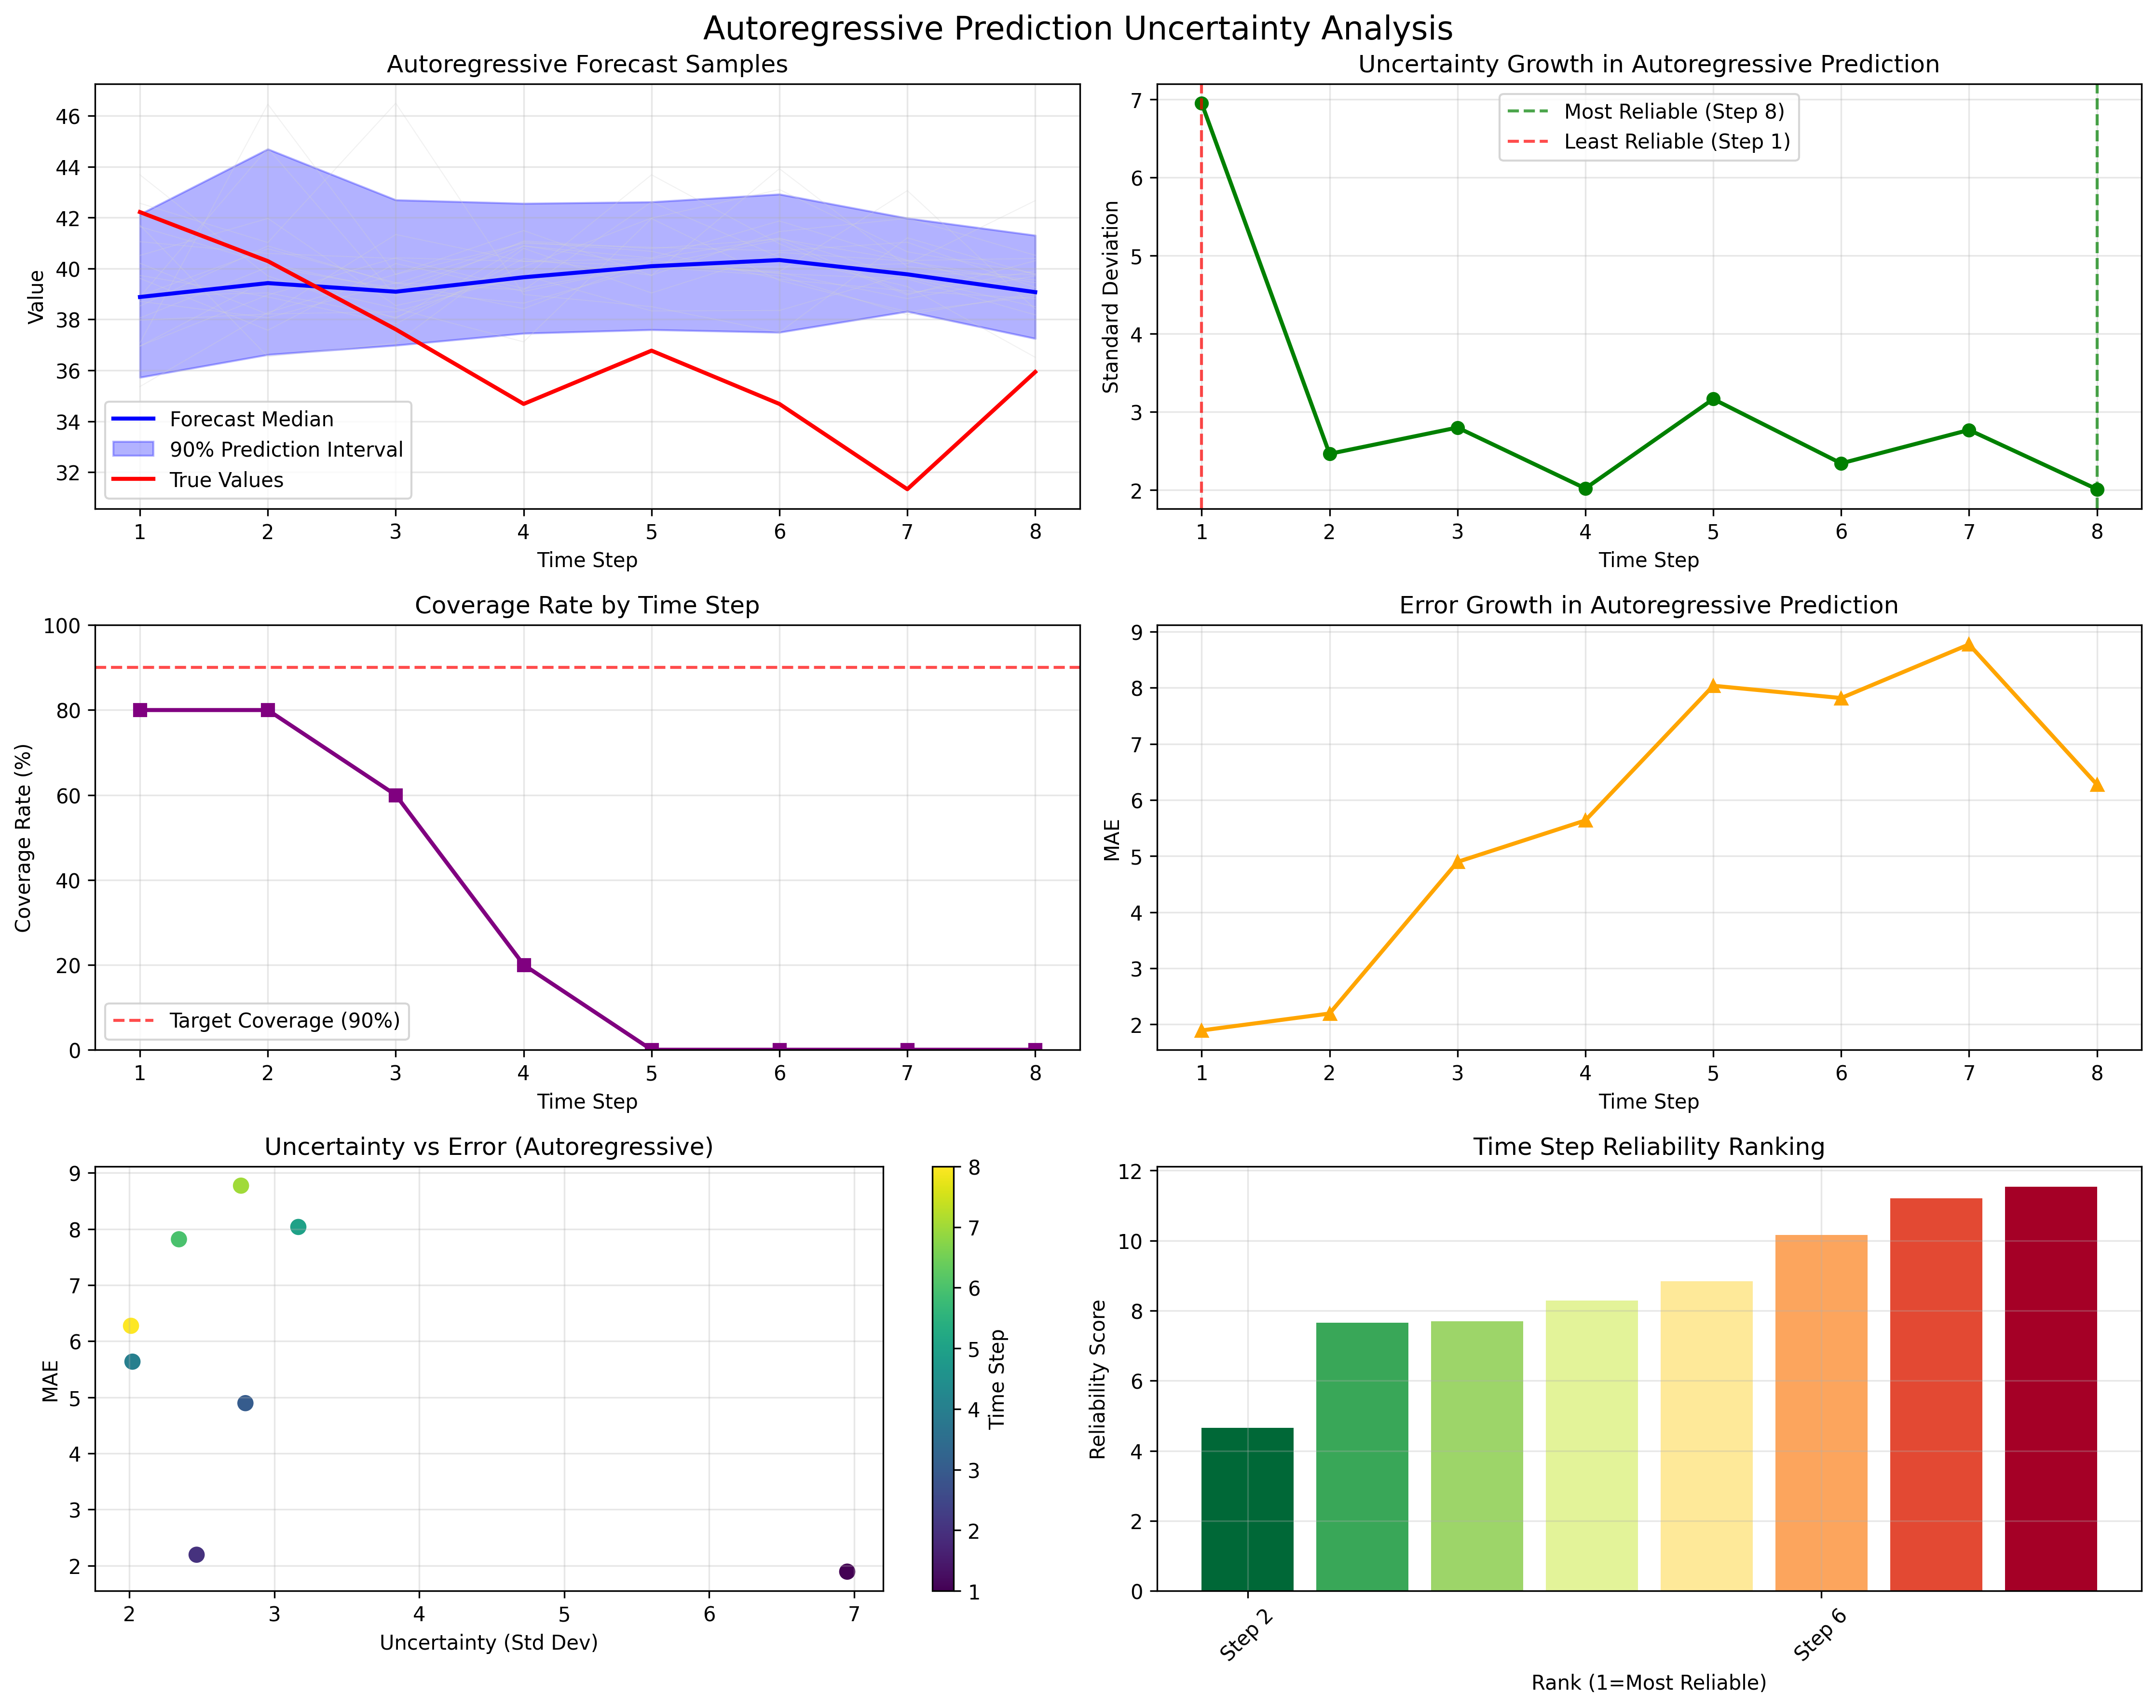 Autoregressive Prediction Uncertainty Analysis
Autoregressive Forecast Samples
46
44
42
40
38
36
34
32
Value
Forecast Median
90% Prediction Interval
True Values
1 2 3 4 5 6 7 8
Time Step
Uncertainty Growth in Autoregressive Prediction
7
6
5
4
3
2
Standard Deviation
Most Reliable (Step 8)
Least Reliable (Step 1)
1 2 3 4 5 6 7 8
Time Step
Coverage Rate by Time Step
100
80
60
40
20
0
Coverage Rate (%)
Target Coverage (90%)
1 2 3 4 5 6 7 8
Time Step
Error Growth in Autoregressive Prediction
9
8
7
6
5
4
3
2
MAE
1 2 3 4 5 6 7 8
Time Step
Uncertainty vs Error (Autoregressive)
9
8
7
6
5
4
3
2
MAE
2 3 4 5 6 7
Uncertainty (Std Dev)
8
7
6
5
4
3
2
1
Time Step
Time Step Reliability Ranking
12
10
8
6
4
2
0
Reliability Score
Step 2
Step 6
Rank (1=Most Reliable)